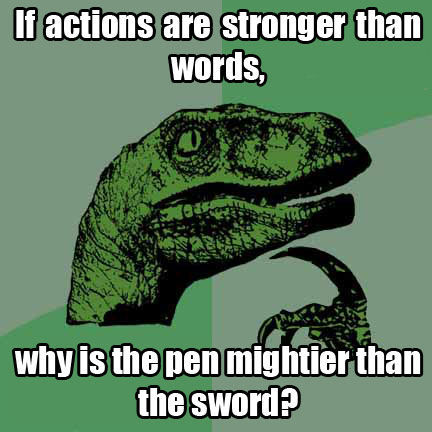 If actions are stronger than
words,
why is the pen mightier than
the sword?